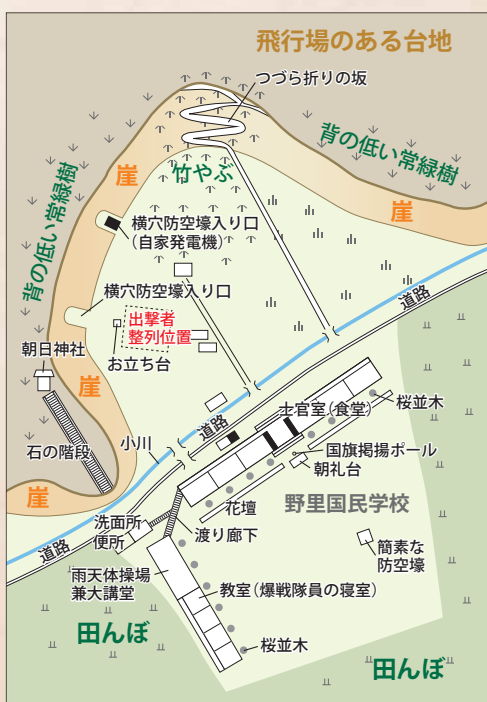 飛行場のある台地
つづら折りの坂
背の低い常緑樹
竹やぶ
崖
崖
横穴防空壕入り口
（自家発電機）
背の低い常緑樹
横穴防空壕入り口
道路
出撃者
整列位置
お立ち台
朝日神社
崖
士官室（食堂）
桜並木
道路
小川
石の階段
国旗掲揚ポール
朝礼台
崖
花壇
野里国民学校
洗面所
便所
渡り廊下
道路
簡素な
防空壕
雨天体操場
兼大講堂
教室（爆戦隊員の寝室）
田んぼ
桜並木
田んぼ